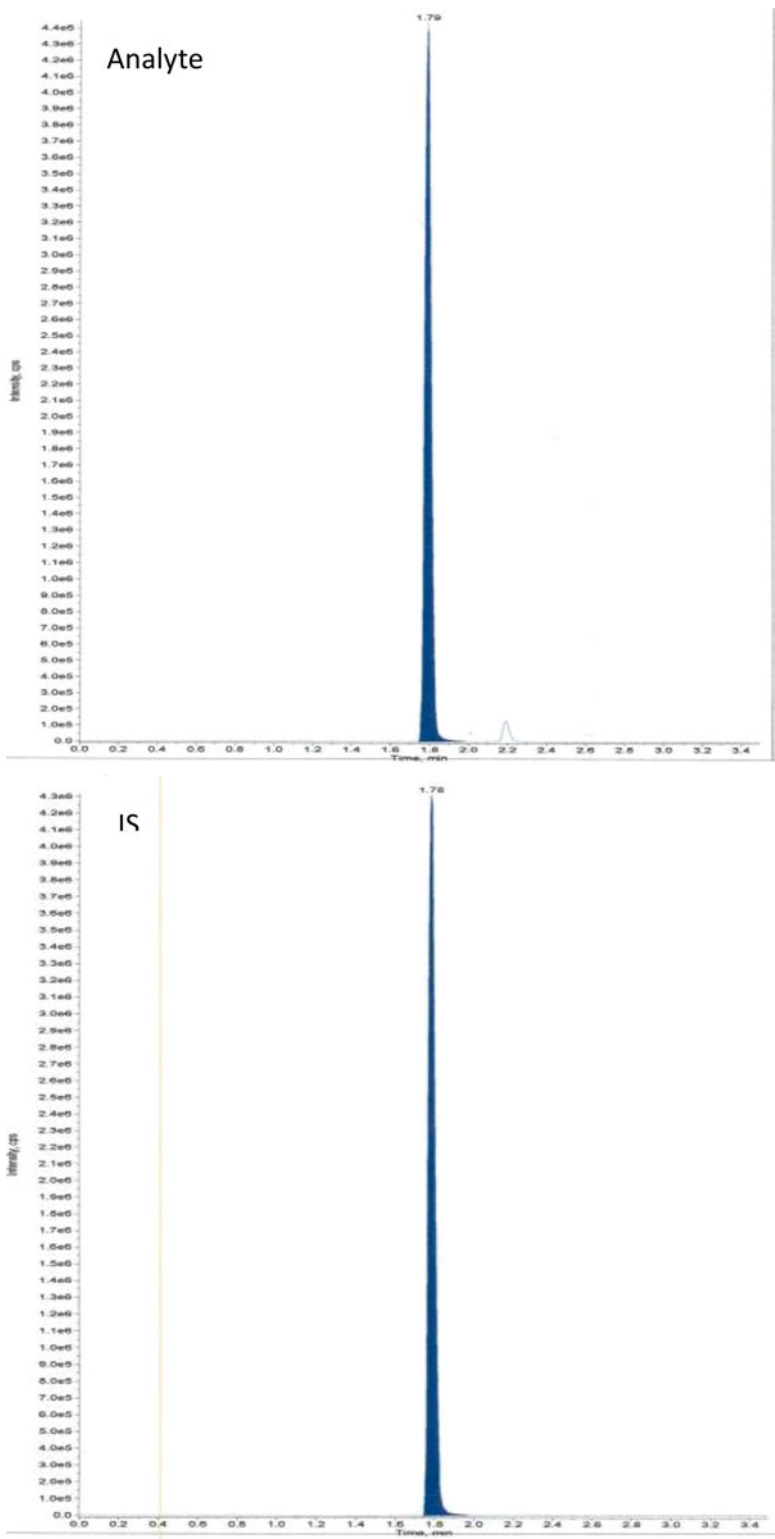 1.79
Analyte
4.4e6
4.3e6
4.2e6
4.1e6
4.0e6
3.9e6
3.8e6
3.7e6
3.6e6
3.5e6
3.4e6
3.3e6
3.2e6
3.1e6
3.0e6
2.9e6
2.8e6
2.7e6
2.6e6
2.5e6
2.4e6
2.3e6
2.2e6
2.1e6
2.0e6
1.9e6
1.8e6
1.7e6
1.6e6
1.5e6
1.4e6
1.3e6
1.2e6
1.1e6
1.0e6
9.0e5
8.0e5
7.0e5
6.0e5
5.0e5
4.0e5
3.0e5
2.0e5
1.0e5
0.0
Intensity, cps
0.0 0.2 0.4 0.6 0.8 1.0 1.2 1.4 1.6 1.8 2.0 2.2 2.4 2.6 2.8 3.0 3.2 3.4
Time, min
1.78
IS
4.3e6
4.2e6
4.1e6
4.0e6
3.9e6
3.8e6
3.7e6
3.6e6
3.5e6
3.4e6
3.3e6
3.2e6
3.1e6
3.0e6
2.9e6
2.8e6
2.7e6
2.6e6
2.5e6
2.4e6
2.3e6
2.2e6
2.1e6
2.0e6
1.9e6
1.8e6
1.7e6
1.6e6
1.5e6
1.4e6
1.3e6
1.2e6
1.1e6
1.0e6
9.0e5
8.0e5
7.0e5
6.0e5
5.0e5
4.0e5
3.0e5
2.0e5
1.0e5
0.0
Intensity, cps
0.0 0.2 0.4 0.6 0.8 1.0 1.2 1.4 1.6 1.8 2.0 2.2 2.4 2.6 2.8 3.0 3.2 3.4
Time, min